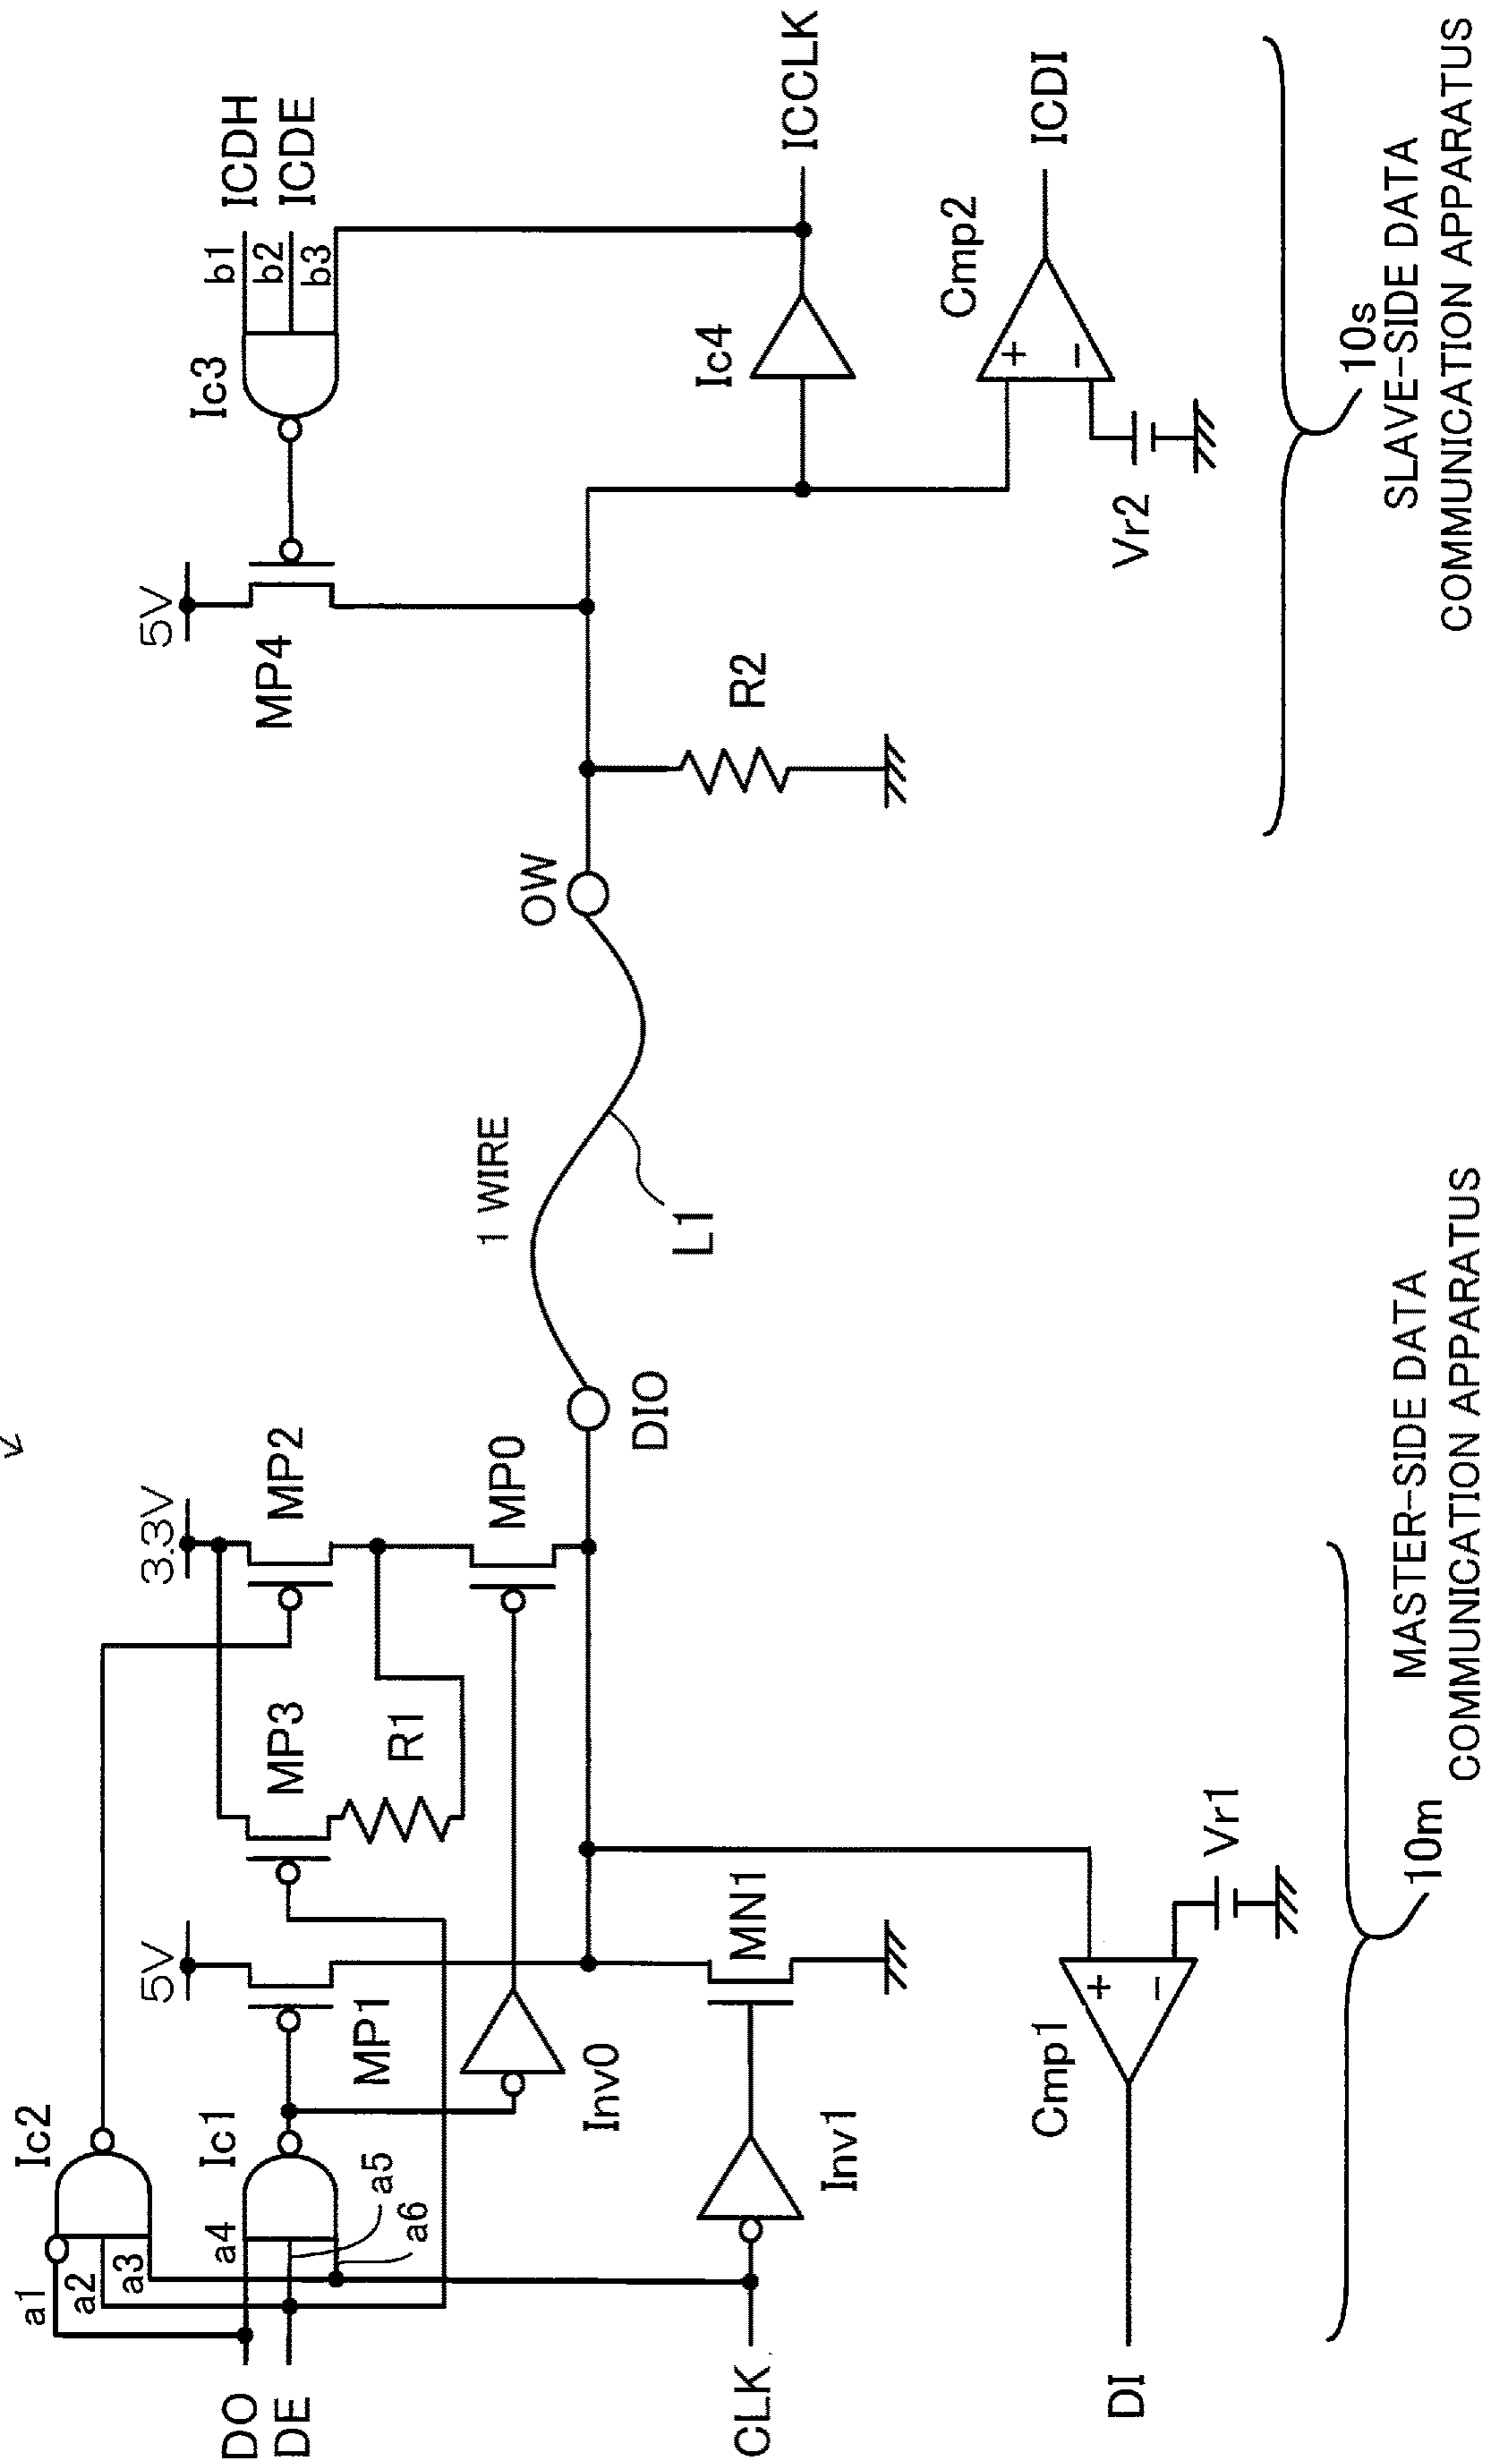 Ic2
a1
a2
a3
Ic1
a4
a5
a6
DO
DE
5V
MP1
3.3V
MP3
R1
MP2
MP0
Inv0
Inv1
MN1
CLK
Cmp1
+
−
Vr1
DI
DIO
1 WIRE
L1
OW
R2
5V
MP4
Ic3
b1
b2
b3
ICDH
ICDE
Ic4
ICCLK
Cmp2
+
−
Vr2
ICDI
10m
MASTER-SIDE DATA
COMMUNICATION APPARATUS
10s
SLAVE-SIDE DATA
COMMUNICATION APPARATUS